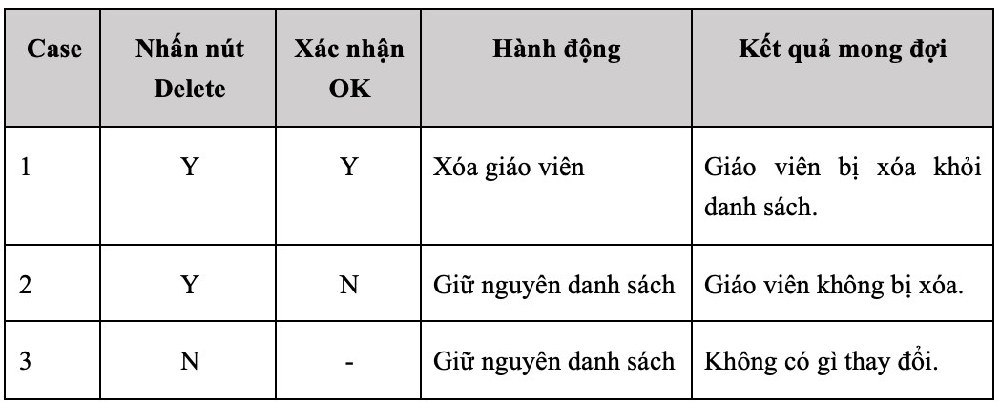 Case
Nhấn nút
Delete
Xác nhận
OK
Hành động
Kết quả mong đợi
1
Y
Y
Xóa giáo viên
Giáo viên bị xóa khỏi
danh sách.
2
Y
N
Giữ nguyên danh sách
Giáo viên không bị xóa.
3
N
-
Giữ nguyên danh sách
Không có gì thay đổi.